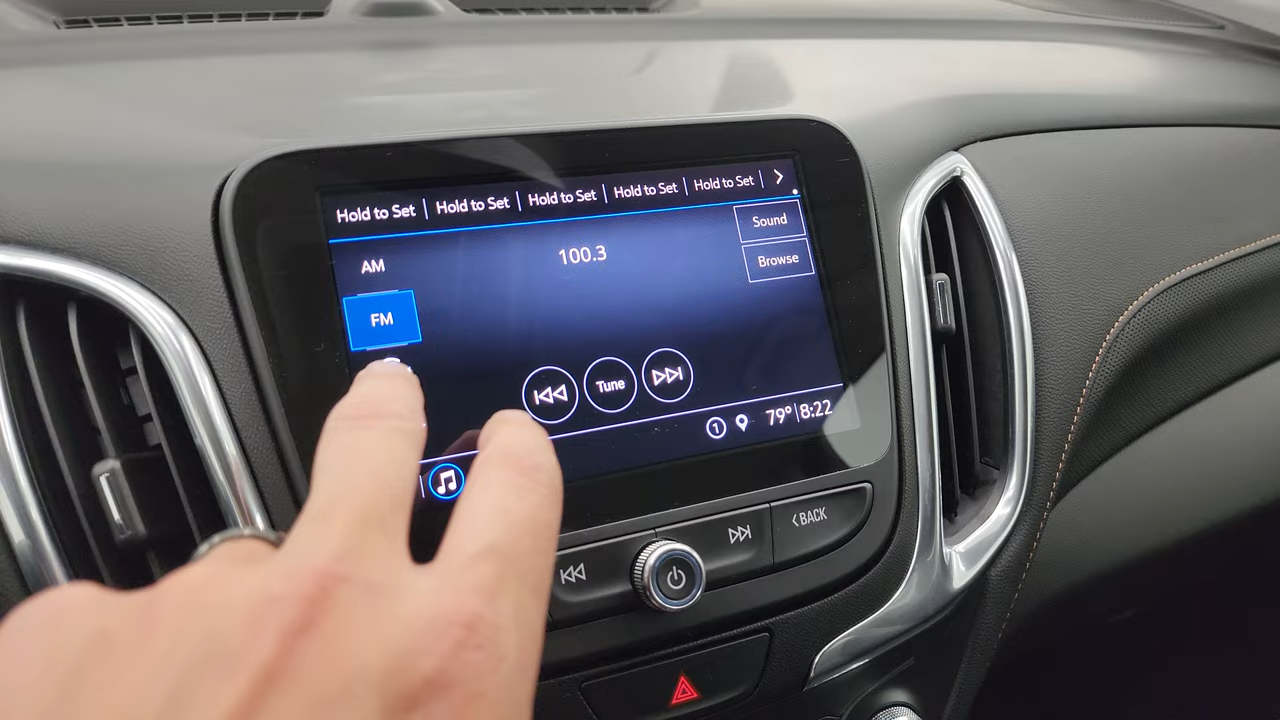 Hold to Set | Hold to Set | Hold to Set | Hold to Set | Hold to Set | >
Sound
AM
100.3
Browse
FM
Tune
1 79° | 8:22
< BACK